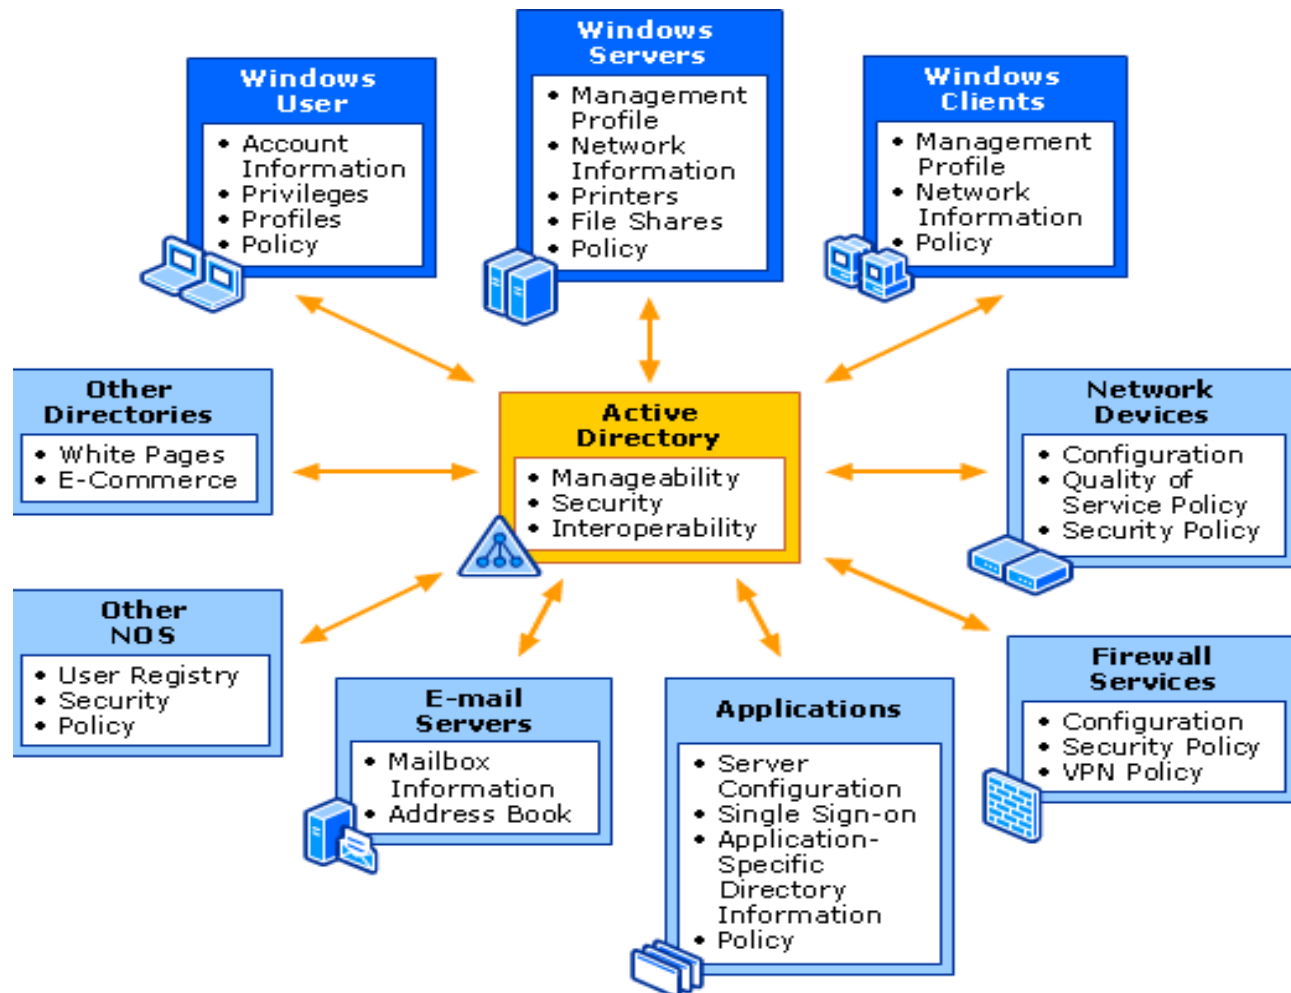 Windows
User
• Account
Information
• Privileges
• Profiles
• Policy
Windows
Servers
• Management
Profile
• Network
Information
• Printers
• File Shares
• Policy
Windows
Clients
• Management
Profile
• Network
Information
• Policy
Other
Directories
• White Pages
• E-Commerce
Active
Directory
• Manageability
• Security
• Interoperability
Network
Devices
• Configuration
• Quality of
Service Policy
• Security Policy
Other
NOS
• User Registry
• Security
• Policy
E-mail
Servers
• Mailbox
Information
• Address Book
Applications
• Server
Configuration
• Single Sign-on
• Application-
Specific
Directory
Information
• Policy
Firewall
Services
• Configuration
• Security Policy
• VPN Policy